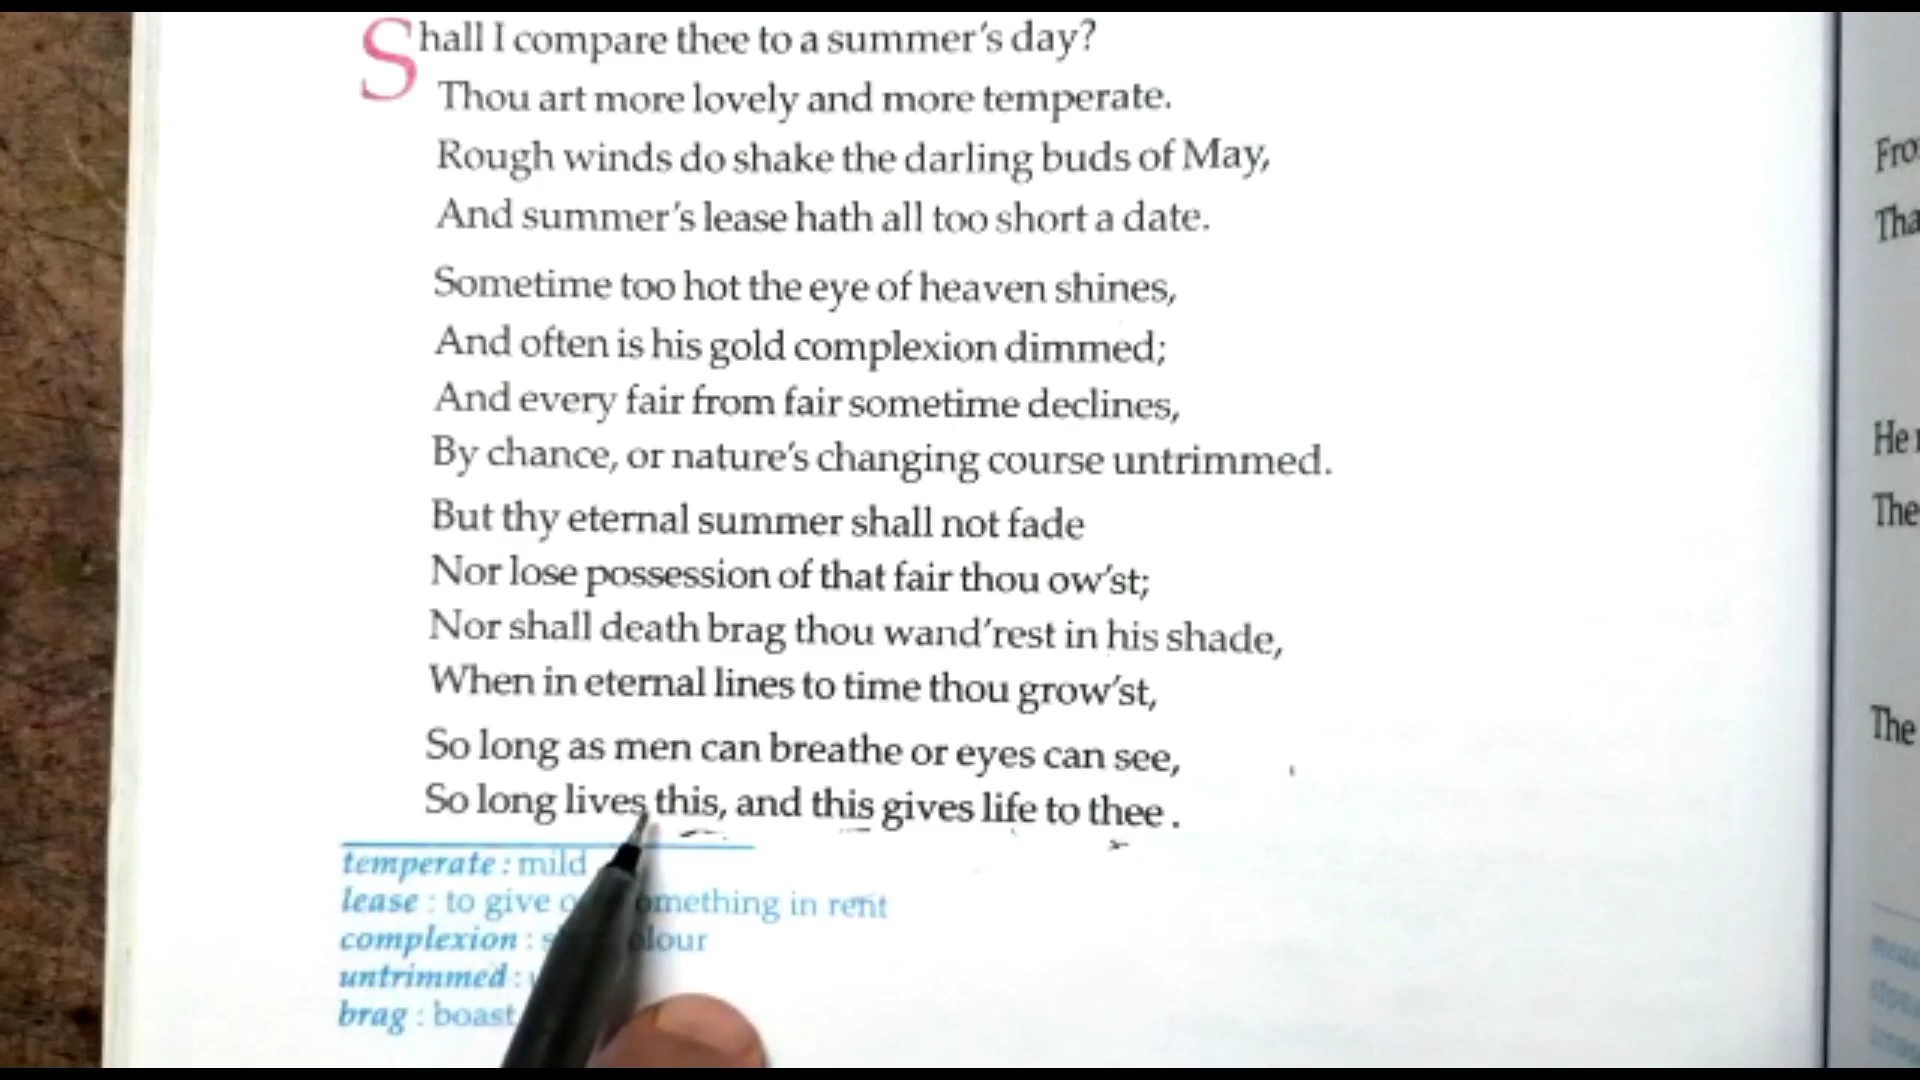 Shall I compare thee to a summer's day?
Thou art more lovely and more temperate.
Rough winds do shake the darling buds of May,
And summer's lease hath all too short a date.
Sometime too hot the eye of heaven shines,
And often is his gold complexion dimmed;
And every fair from fair sometime declines,
By chance, or nature's changing course untrimmed.
But thy eternal summer shall not fade
Nor lose possession of that fair thou ow'st;
Nor shall death brag thou wand'rest in his shade,
When in eternal lines to time thou grow'st,
So long as men can breathe or eyes can see,
So long lives this, and this gives life to thee.
temperate : mild
lease : to give in rent
complexion :
untrimmed :
brag : boast
He
The
The